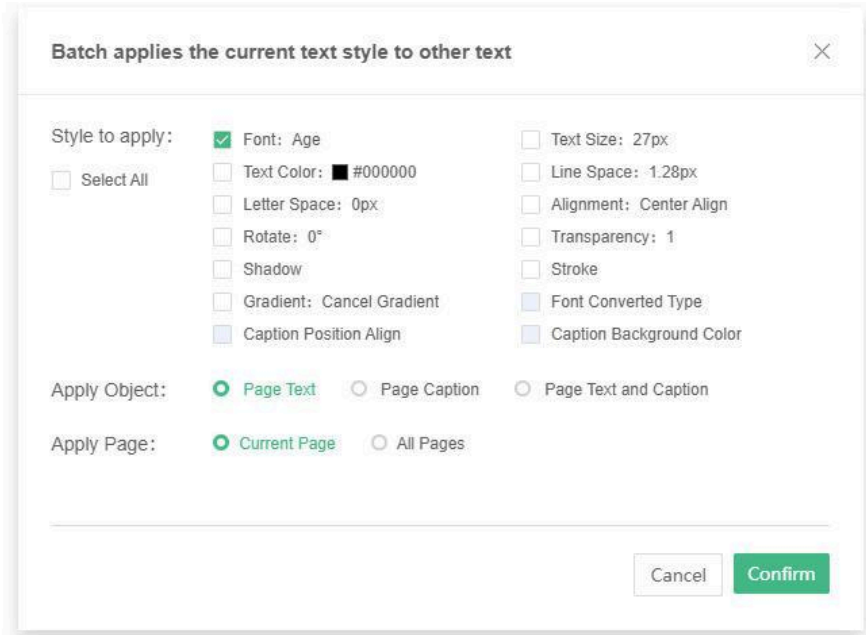 Batch applies the current text style to other text
Style to apply：
Select All
Font：Age
Text Size：27px
Text Color：#000000
Line Space：1.28px
Letter Space：0px
Alignment：Center Align
Rotate：0°
Transparency：1
Shadow
Stroke
Gradient：Cancel Gradient
Font Converted Type
Caption Position Align
Caption Background Color
Apply Object： Page Text Page Caption Page Text and Caption
Apply Page： Current Page All Pages
Cancel Confirm